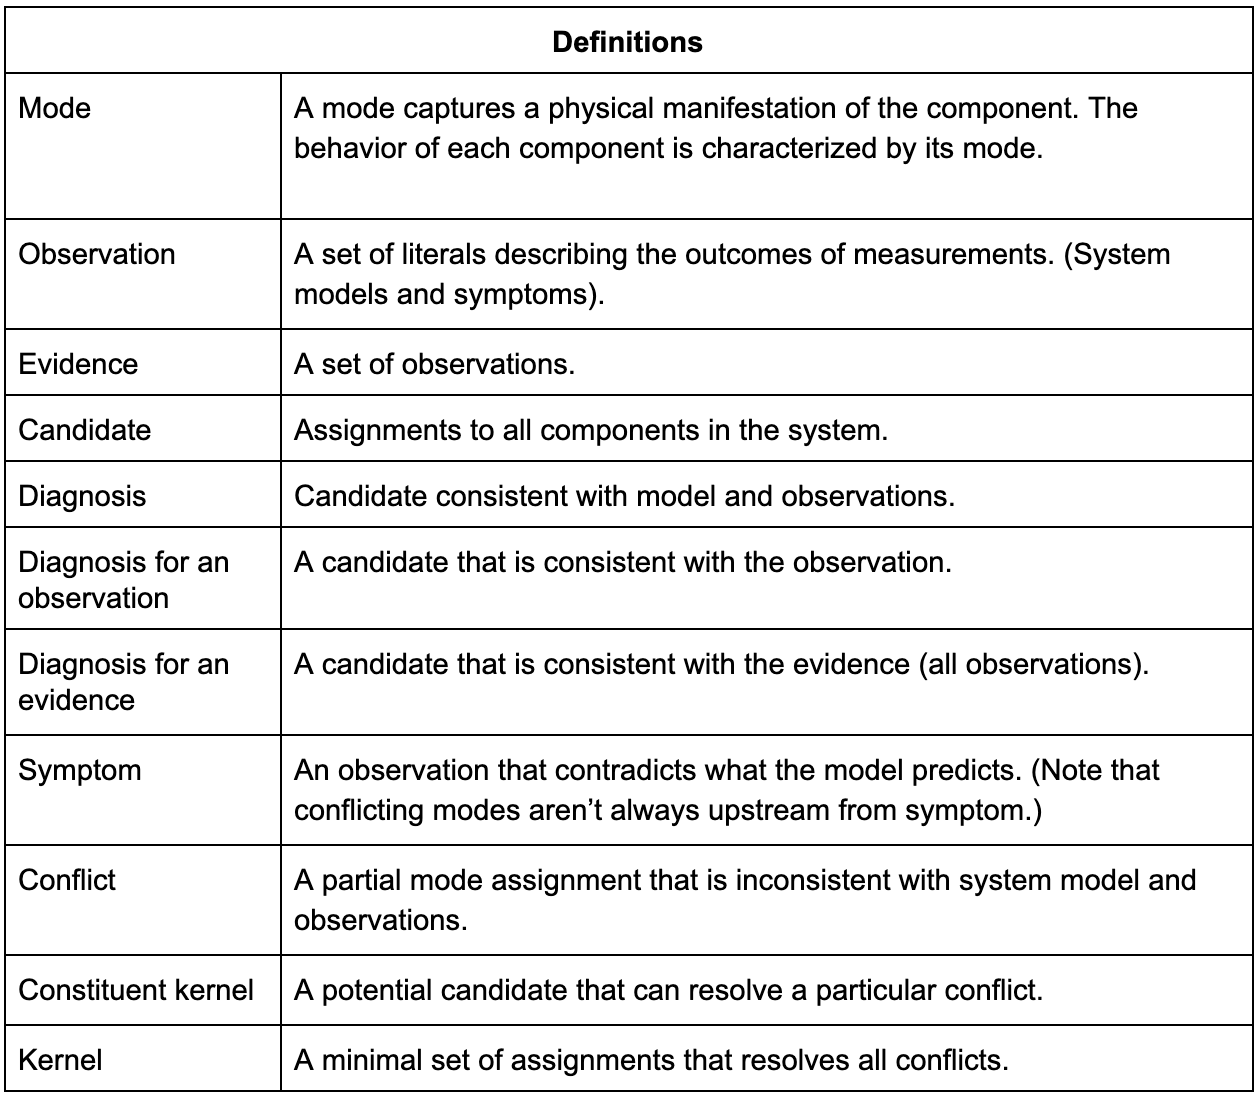 Definitions
Mode
A mode captures a physical manifestation of the component. The
behavior of each component is characterized by its mode.
Observation
A set of literals describing the outcomes of measurements. (System
models and symptoms).
Evidence
A set of observations.
Candidate
Assignments to all components in the system.
Diagnosis
Candidate consistent with model and observations.
Diagnosis for an
observation
A candidate that is consistent with the observation.
Diagnosis for an
evidence
A candidate that is consistent with the evidence (all observations).
Symptom
An observation that contradicts what the model predicts. (Note that
conflicting modes aren’t always upstream from symptom.)
Conflict
A partial mode assignment that is inconsistent with system model and
observations.
Constituent kernel
A potential candidate that can resolve a particular conflict.
Kernel
A minimal set of assignments that resolves all conflicts.